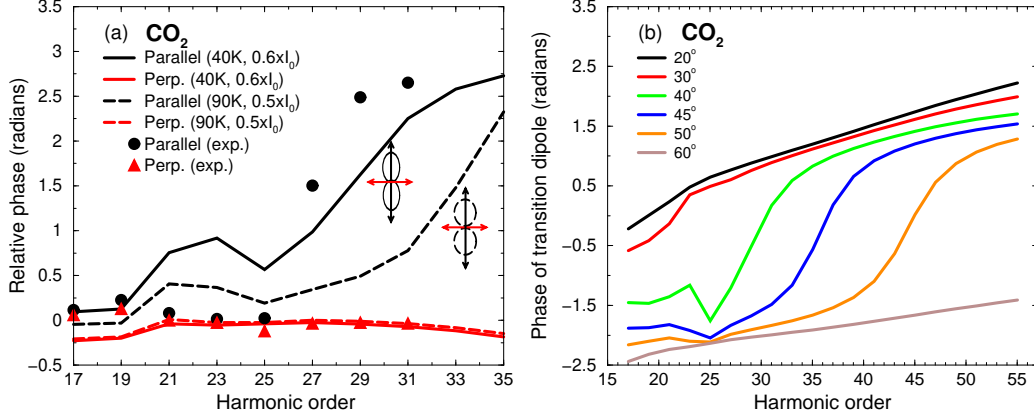 (a) CO₂
Parallel (40K, 0.6xI₀)
Perp. (40K, 0.6xI₀)
Parallel (90K, 0.5xI₀)
Perp. (90K, 0.5xI₀)
Parallel (exp.)
Perp. (exp.)
Relative phase (radians)
3.5
3
2.5
2
1.5
1
0.5
0
−0.5
17 19 21 23 25 27 29 31 33 35
Harmonic order
(b) CO₂
20°
30°
40°
45°
50°
60°
Phase of transition dipole (radians)
3.5
2.5
1.5
0.5
−0.5
−1.5
−2.5
15 20 25 30 35 40 45 50 55
Harmonic order